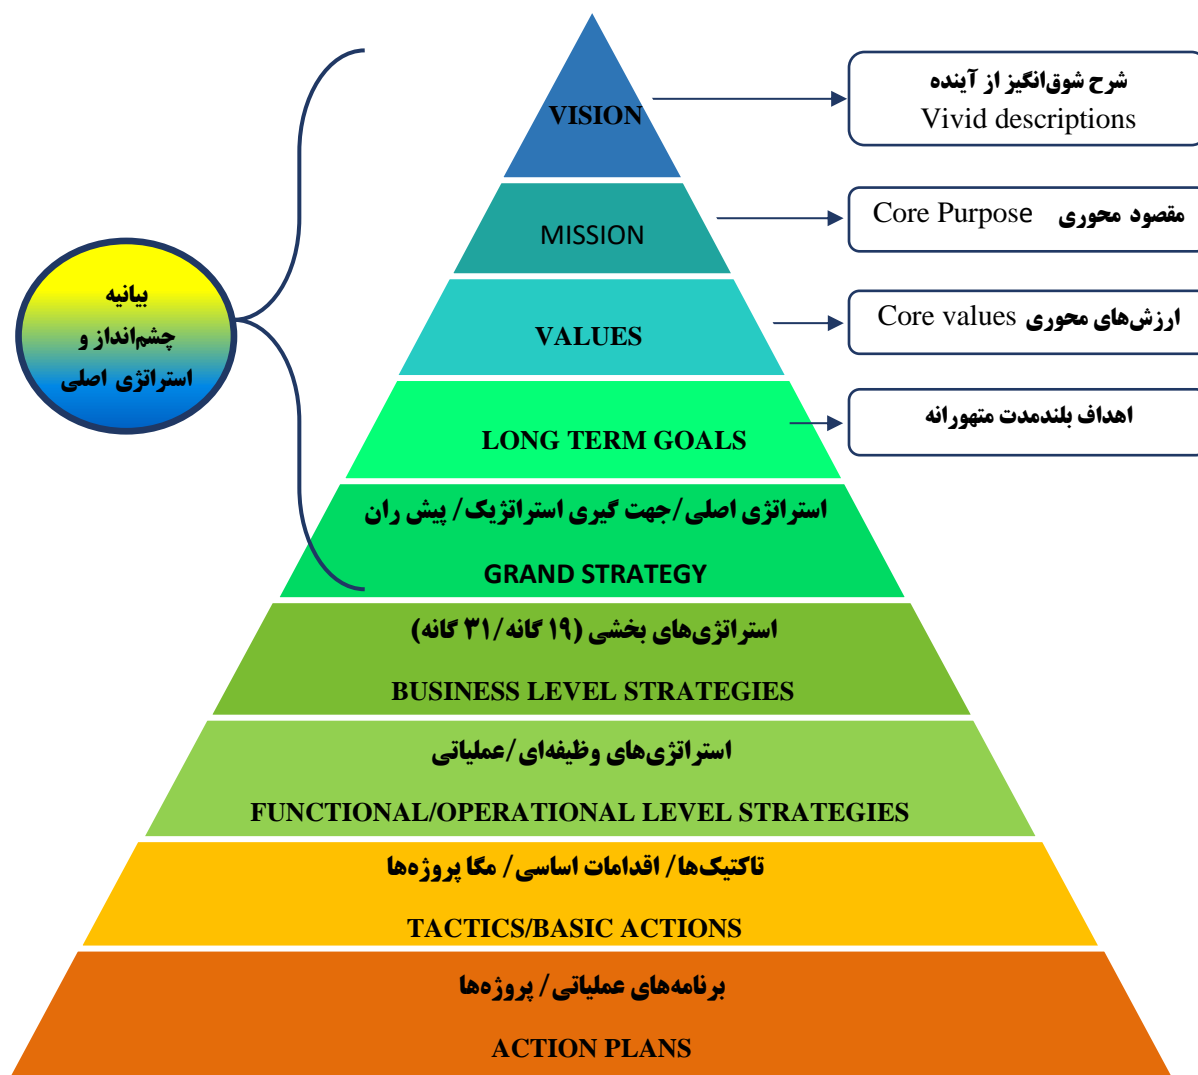 شرح شوق‌انگیز از آینده
Vivid descriptions
VISION
مقصود محوری Core Purpose
MISSION
ارزش‌های محوری Core values
VALUES
بیانیه
چشم‌انداز و
استراتژی اصلی
اهداف بلندمدت متهورانه
LONG TERM GOALS
استراتژی اصلی/جهت گیری استراتژیک/ پیش ران
GRAND STRATEGY
استراتژی‌های بخشی (۱۹ گانه/۳۱ گانه)
BUSINESS LEVEL STRATEGIES
استراتژی‌های وظیفه‌ای/عملیاتی
FUNCTIONAL/OPERATIONAL LEVEL STRATEGIES
تاکتیک‌ها/ اقدامات اساسی/ مگا پروژه‌ها
TACTICS/BASIC ACTIONS
برنامه‌های عملیاتی/ پروژه‌ها
ACTION PLANS